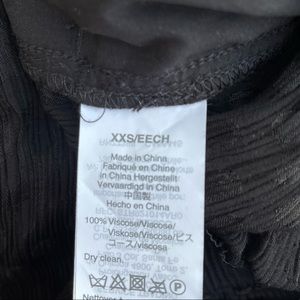 XXS/EECH
Made in China
Fabriqué en Chine
in China Hergestellt
Vervaardigd in China
中国製
Hecho en China
100% Viscose/Viscose/
Viskose/Viscose/ビス
コース/viscosa
Dry clean.